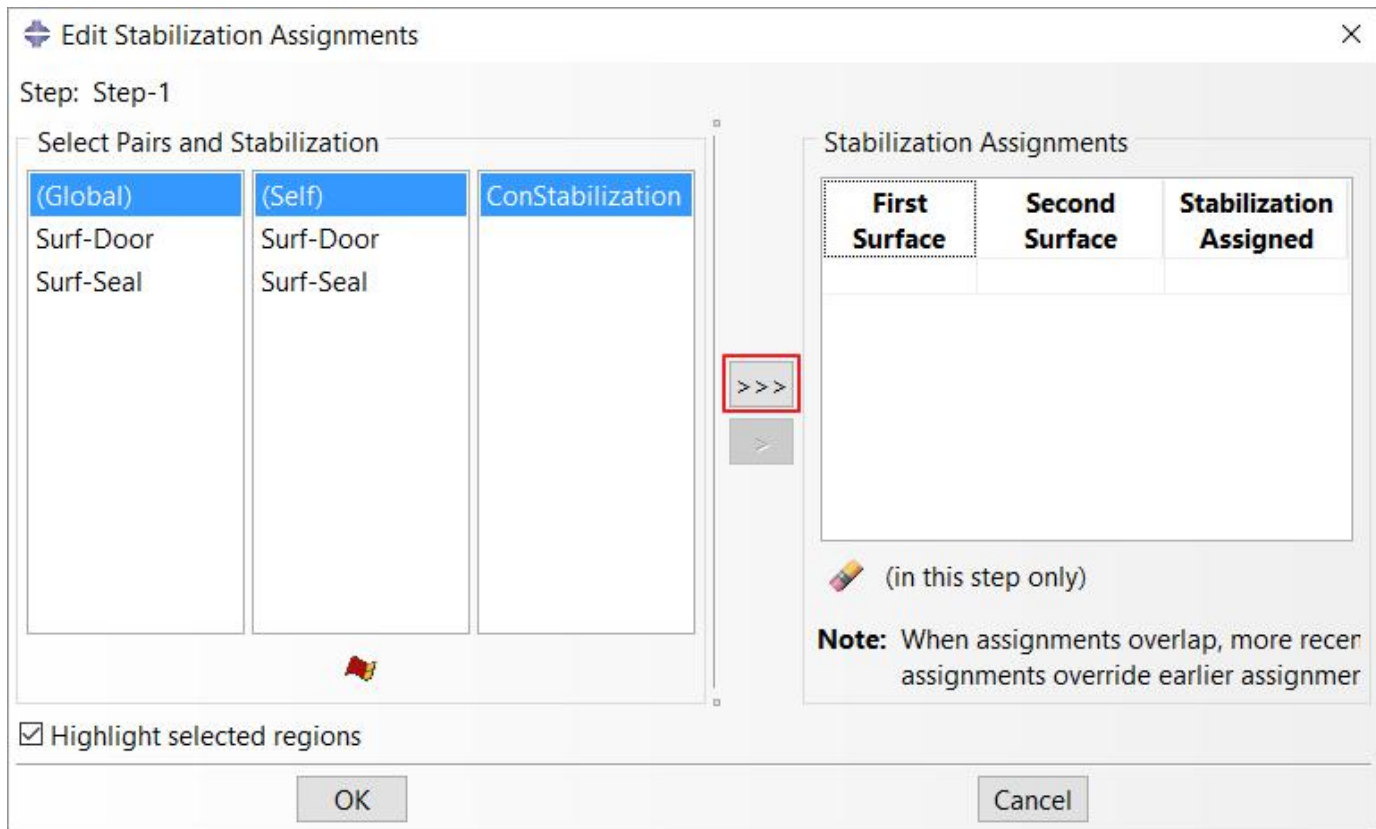 Edit Stabilization Assignments
Step: Step-1
Select Pairs and Stabilization
(Global)
Surf-Door
Surf-Seal
(Self)
Surf-Door
Surf-Seal
ConStabilization
>>>
>
Stabilization Assignments
First Surface
Second Surface
Stabilization Assigned
(in this step only)
Note: When assignments overlap, more recen
assignments override earlier assignmer
Highlight selected regions
OK
Cancel